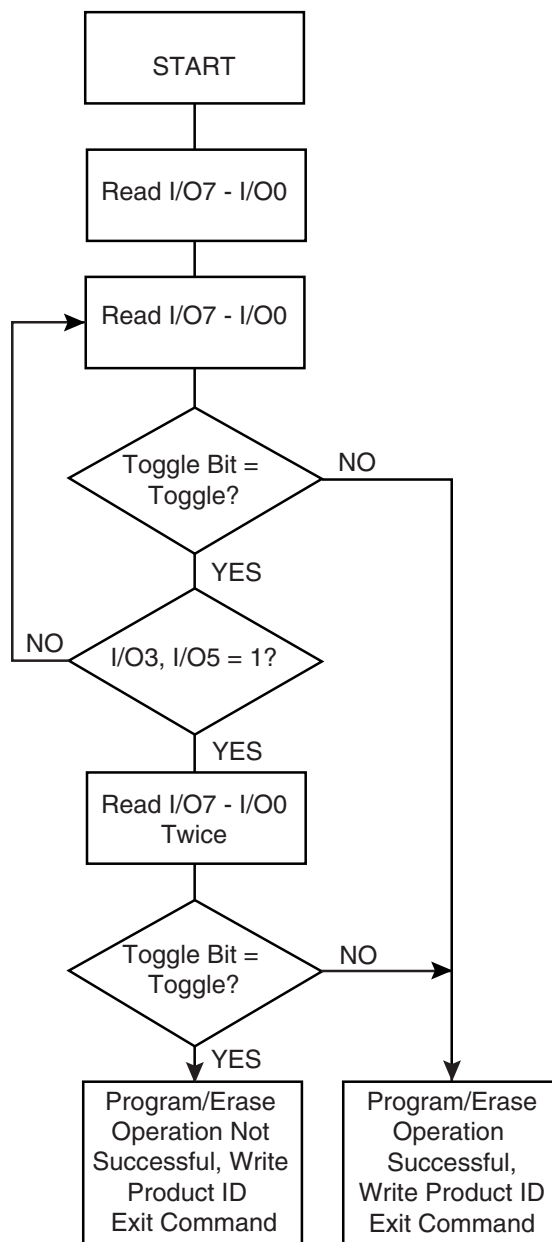 START
Read I/O7 - I/O0
Read I/O7 - I/O0
Toggle Bit =
Toggle?
NO
YES
NO
I/O3, I/O5 = 1?
YES
Read I/O7 - I/O0
Twice
Toggle Bit =
Toggle?
NO
YES
Program/Erase
Operation Not
Successful, Write
Product ID
Exit Command
Program/Erase
Operation
Successful,
Write Product ID
Exit Command